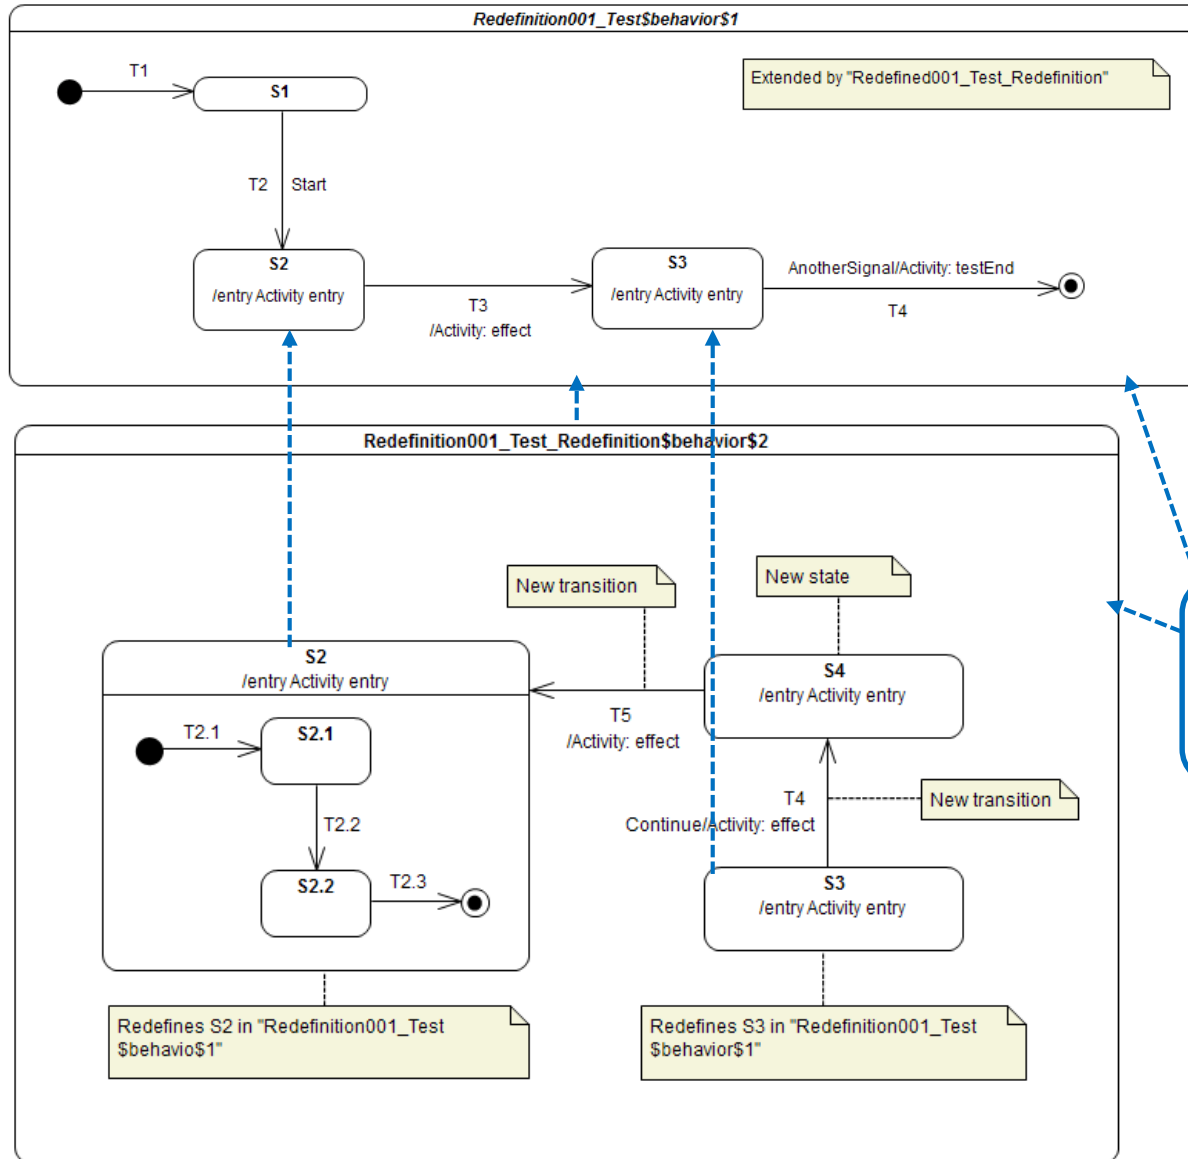 Redefinition001_Test$behavior$1
T1
S1
Extended by "Redefined001_Test_Redefinition"
T2 Start
S2
/entry Activity entry
T3
/Activity: effect
S3
/entry Activity entry
AnotherSignal/Activity: testEnd
T4
Redefinition001_Test_Redefinition$behavior$2
New transition
New state
S2
/entry Activity entry
S4
/entry Activity entry
T5
/Activity: effect
T2.1
S2.1
T2.2
S2.2
T2.3
T4
Continue/Activity: effect
New transition
S3
/entry Activity entry
Redefines S2 in "Redefinition001_Test
$behavio$1"
Redefines S3 in "Redefinition001_Test
$behavior$1"